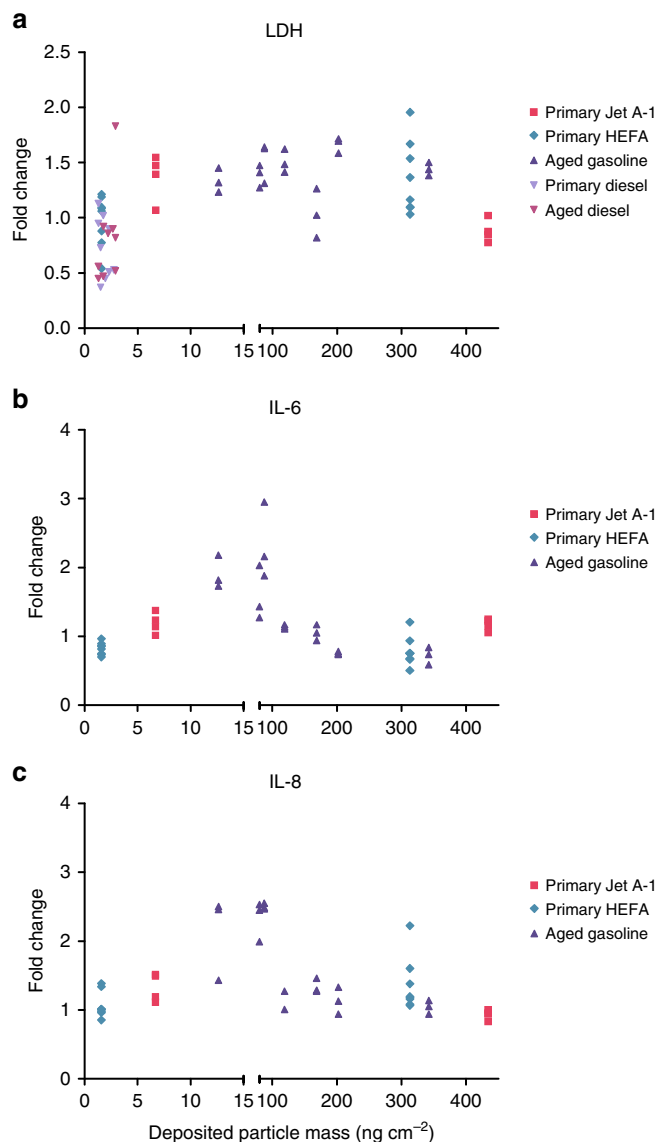 a
LDH
2.5
2.0
1.5
1.0
0.5
0.0
Fold change
0 5 10 15 100 200 300 400
Primary Jet A-1
Primary HEFA
Aged gasoline
Primary diesel
Aged diesel
b
IL-6
4
3
2
1
0
Fold change
0 5 10 15 100 200 300 400
Primary Jet A-1
Primary HEFA
Aged gasoline
c
IL-8
4
3
2
1
0
Fold change
0 5 10 15 100 200 300 400
Primary Jet A-1
Primary HEFA
Aged gasoline
Deposited particle mass (ng cm⁻²)